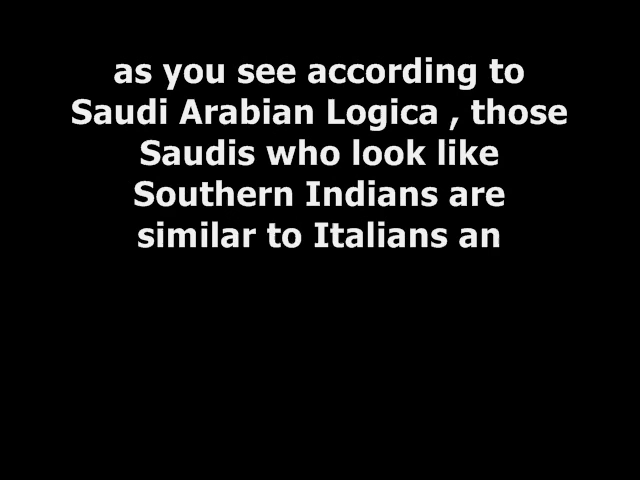 as you see according to
Saudi Arabian Logica , those
Saudis who look like
Southern Indians are
similar to Italians an